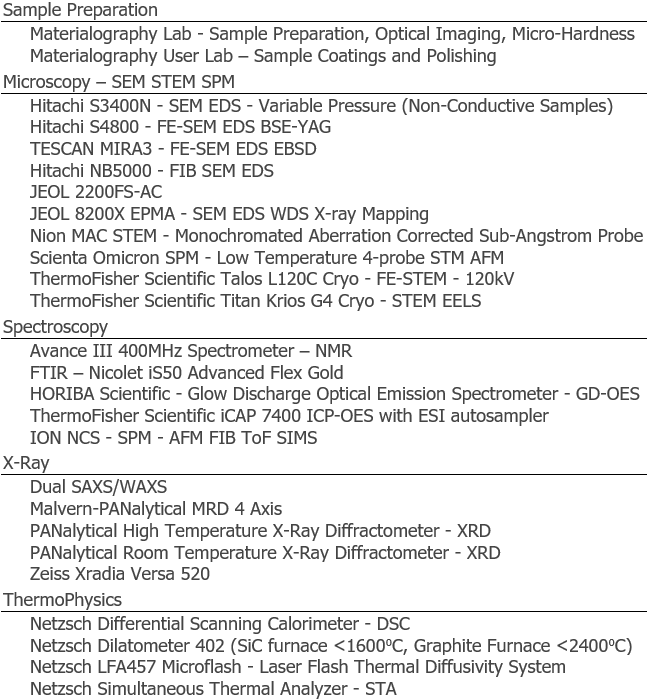 Sample Preparation
Materialography Lab - Sample Preparation, Optical Imaging, Micro-Hardness
Materialography User Lab – Sample Coatings and Polishing
Microscopy – SEM STEM SPM
Hitachi S3400N - SEM EDS - Variable Pressure (Non-Conductive Samples)
Hitachi S4800 - FE-SEM EDS BSE-YAG
TESCAN MIRA3 - FE-SEM EDS EBSD
Hitachi NB5000 - FIB SEM EDS
JEOL 2200FS-AC
JEOL 8200X EPMA - SEM EDS WDS X-ray Mapping
Nion MAC STEM - Monochromated Aberration Corrected Sub-Angstrom Probe
Scienta Omicron SPM - Low Temperature 4-probe STM AFM
ThermoFisher Scientific Talos L120C Cryo - FE-STEM - 120kV
ThermoFisher Scientific Titan Krios G4 Cryo - STEM EELS
Spectroscopy
Avance III 400MHz Spectrometer – NMR
FTIR – Nicolet iS50 Advanced Flex Gold
HORIBA Scientific - Glow Discharge Optical Emission Spectrometer - GD-OES
ThermoFisher Scientific iCAP 7400 ICP-OES with ESI autosampler
ION NCS - SPM - AFM FIB ToF SIMS
X-Ray
Dual SAXS/WAXS
Malvern-PANalytical MRD 4 Axis
PANalytical High Temperature X-Ray Diffractometer - XRD
PANalytical Room Temperature X-Ray Diffractometer - XRD
Zeiss Xradia Versa 520
ThermoPhysics
Netzsch Differential Scanning Calorimeter - DSC
Netzsch Dilatometer 402 (SiC furnace <1600ºC, Graphite Furnace <2400ºC)
Netzsch LFA457 Microflash - Laser Flash Thermal Diffusivity System
Netzsch Simultaneous Thermal Analyzer - STA